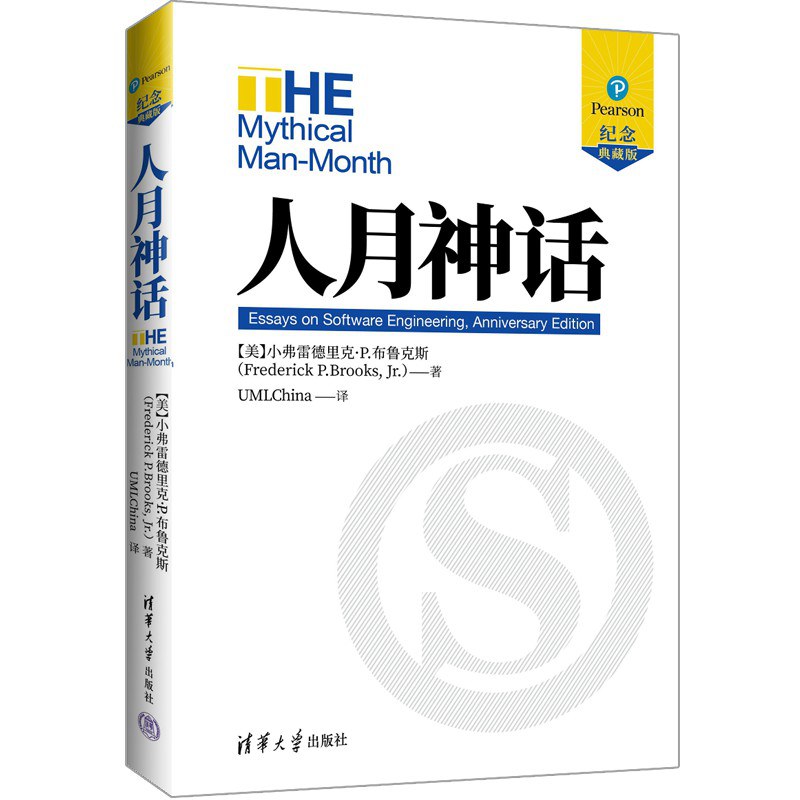 Pearson
纪念
典藏版
人月神话
THE
Mythical
Man-Month
【美】小弗雷德里克·P.布鲁克斯
（Frederick P.Brooks, Jr.）
著
UMLChina 译
清华大学出版社
THE
Mythical
Man-Month
Pearson
纪念
典藏版
人月神话
Essays on Software Engineering, Anniversary Edition
【美】小弗雷德里克·P.布鲁克斯
（Frederick P.Brooks, Jr.）—著
UMLChina —译
S
清华大学出版社